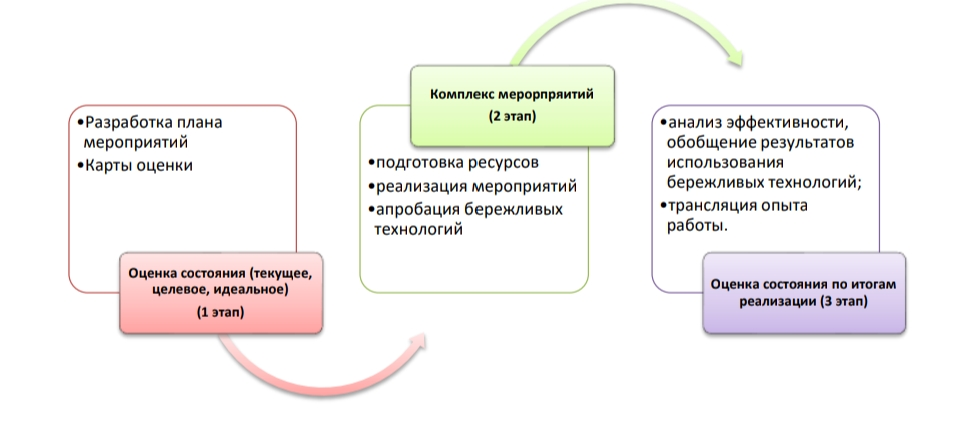 •Разработка плана
мероприятий
•Карты оценки
Оценка состояния (текущее,
целевое, идеальное)
(1 этап)
Комплекс мерорпряитий
(2 этап)
•подготовка ресурсов
•реализация мероприятий
•апробация бережливых
технологий
•анализ эффективности,
обобщение результатов
использования
бережливых технологий;
•трансляция опыта
работы.
Оценка состояния по итогам
реализации (3 этап)